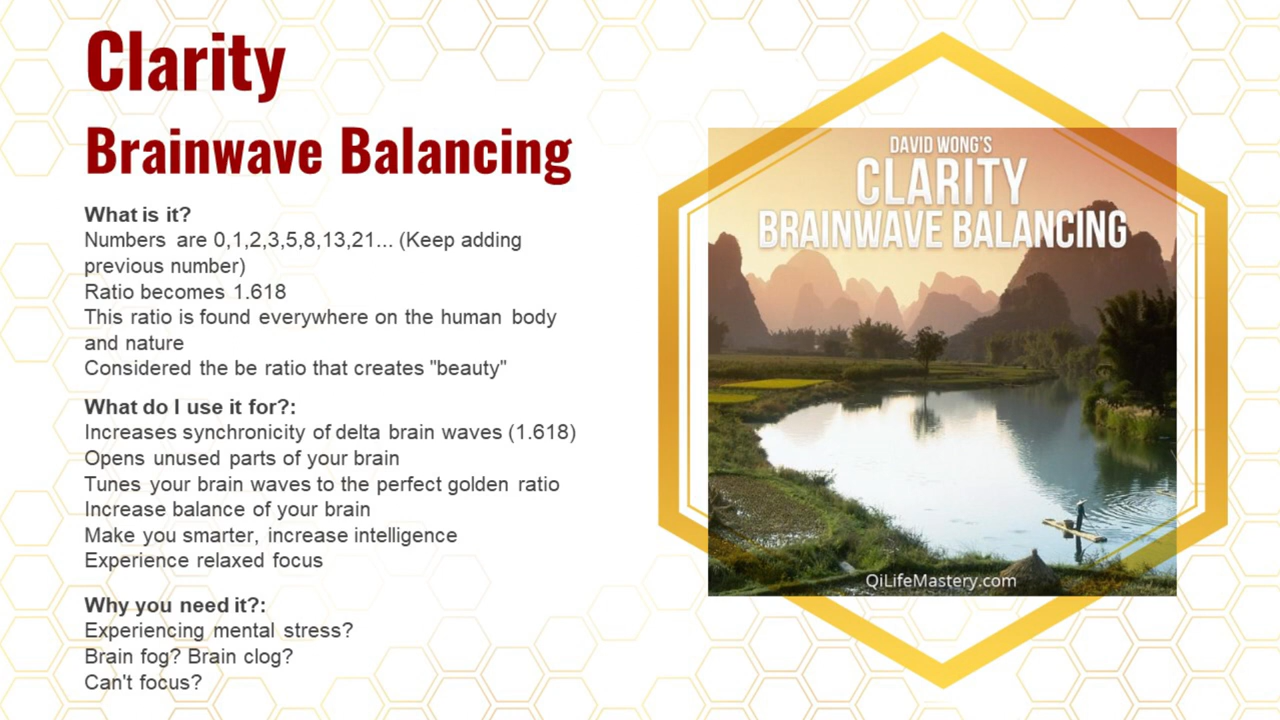 Clarity
Brainwave Balancing
What is it?
Numbers are 0,1,2,3,5,8,13,21... (Keep adding
previous number)
Ratio becomes 1.618
This ratio is found everywhere on the human body
and nature
Considered the be ratio that creates "beauty"
What do I use it for?:
Increases synchronicity of delta brain waves (1.618)
Opens unused parts of your brain
Tunes your brain waves to the perfect golden ratio
Increase balance of your brain
Make you smarter, increase intelligence
Experience relaxed focus
Why you need it?:
Experiencing mental stress?
Brain fog? Brain clog?
Can't focus?
DAVID WONG'S
CLARITY
BRAINWAVE BALANCING
QiLifeMastery.com